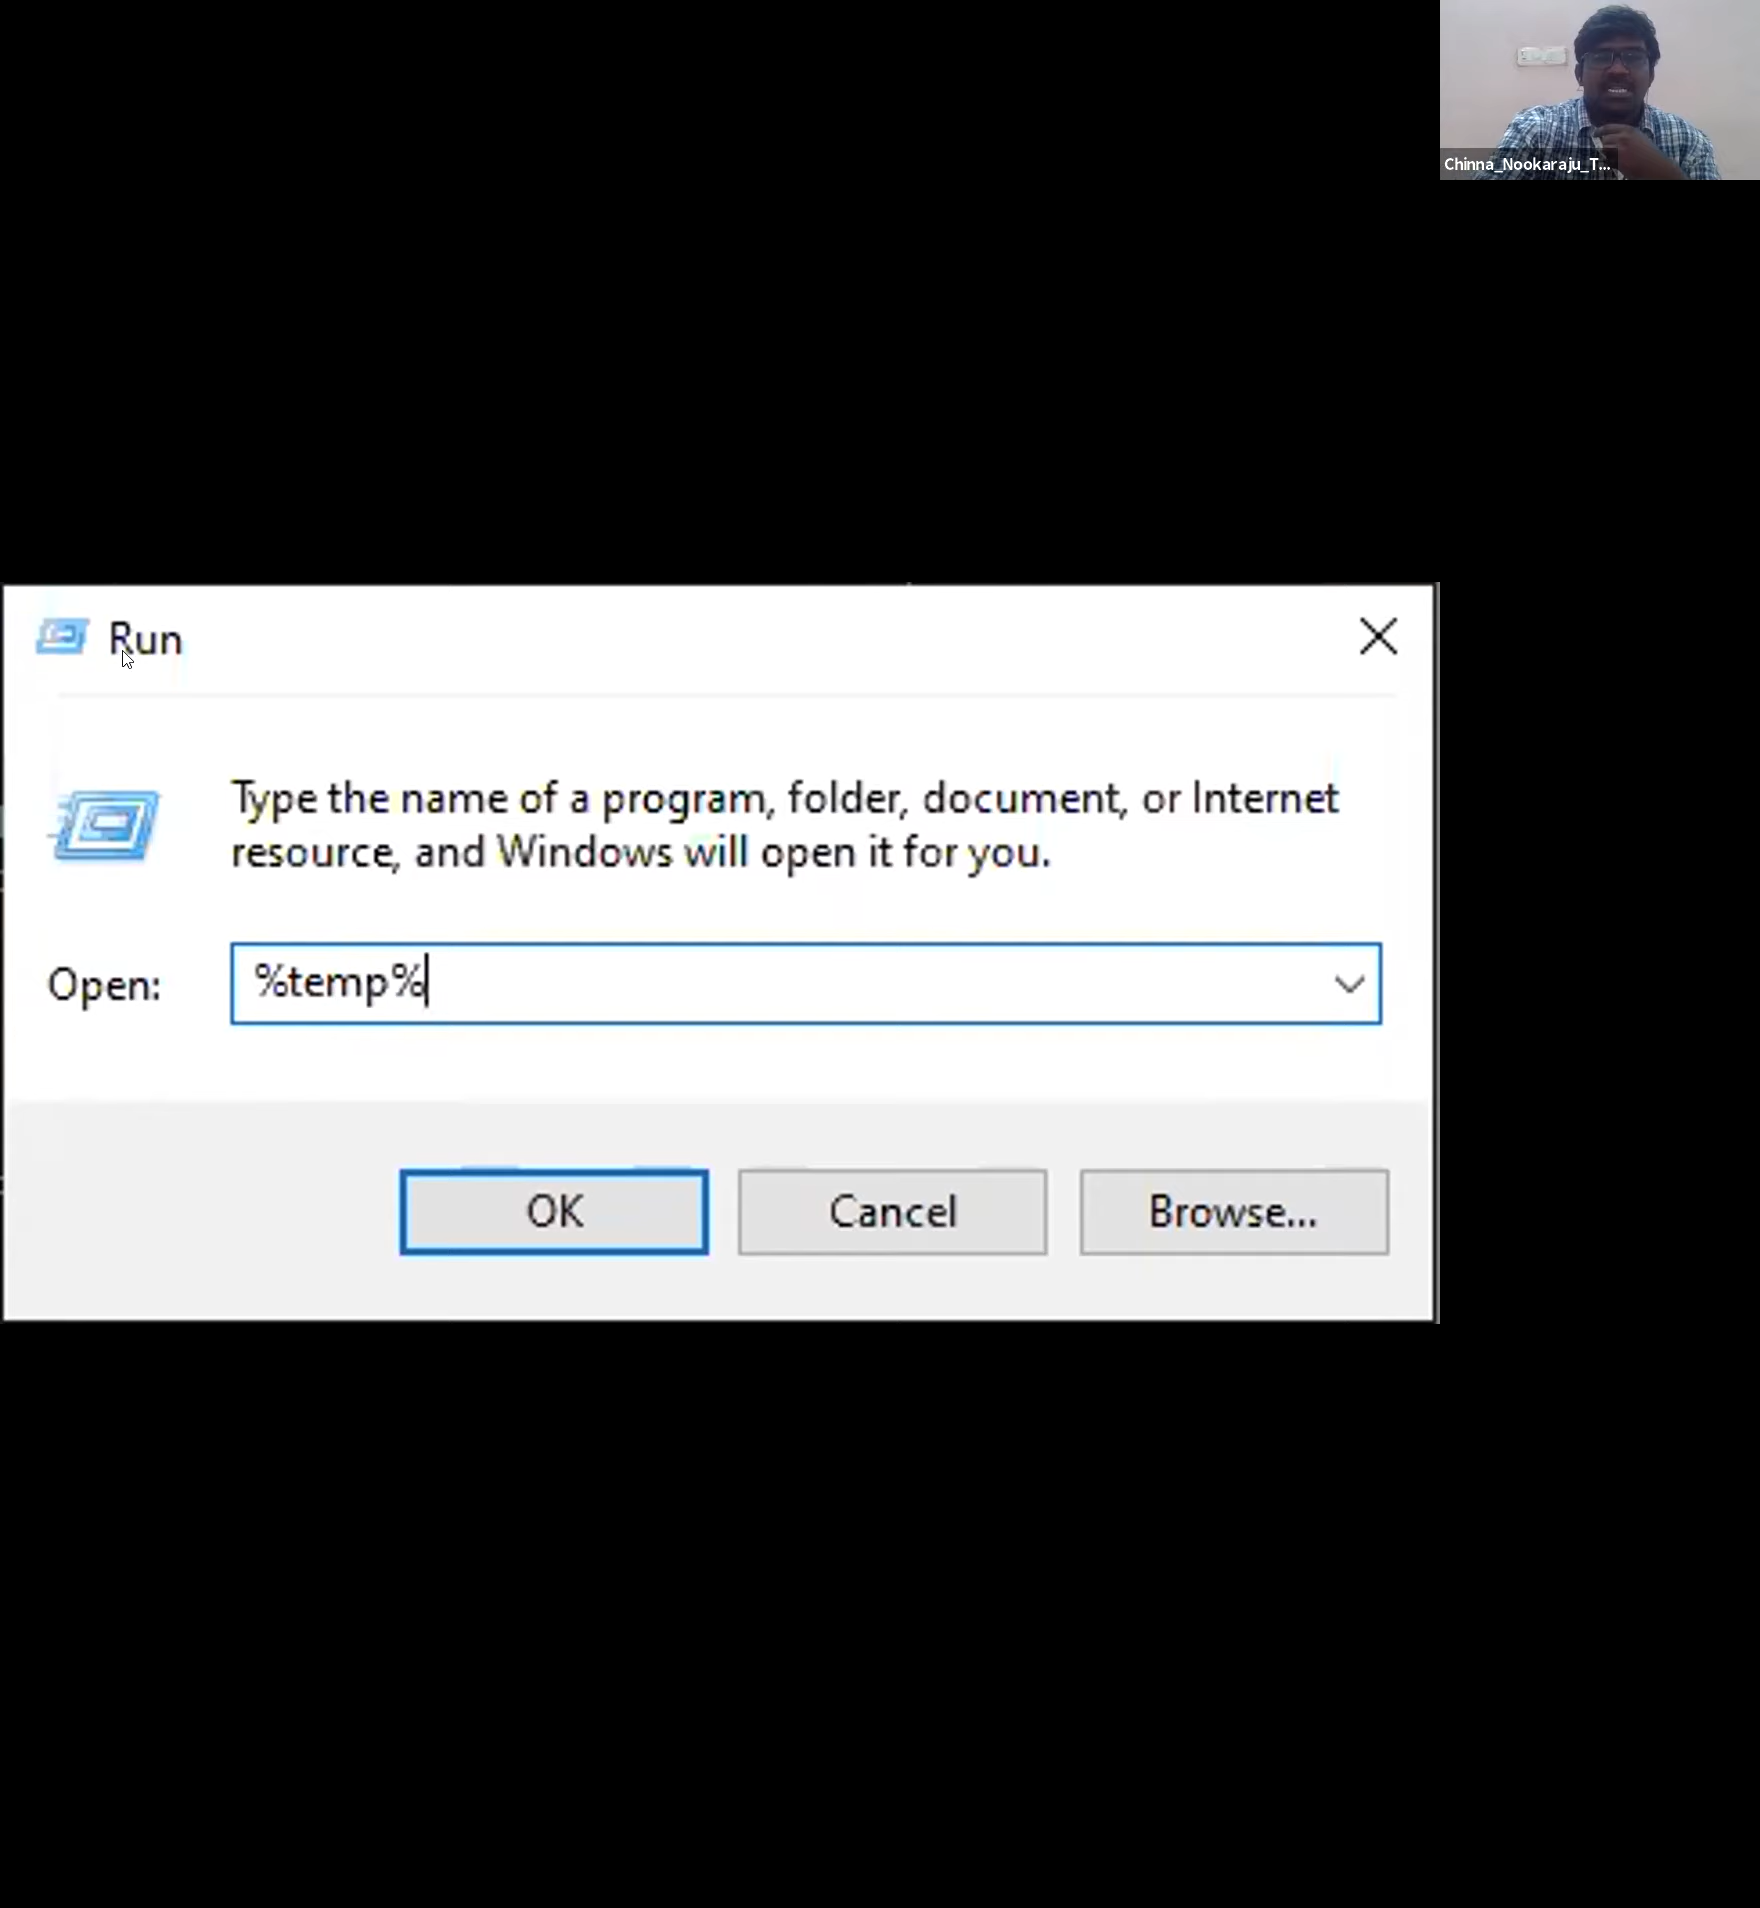 Chinna_Nookaraju_T...
Run
Type the name of a program, folder, document, or Internet
resource, and Windows will open it for you.
Open: %temp%
OK Cancel Browse...